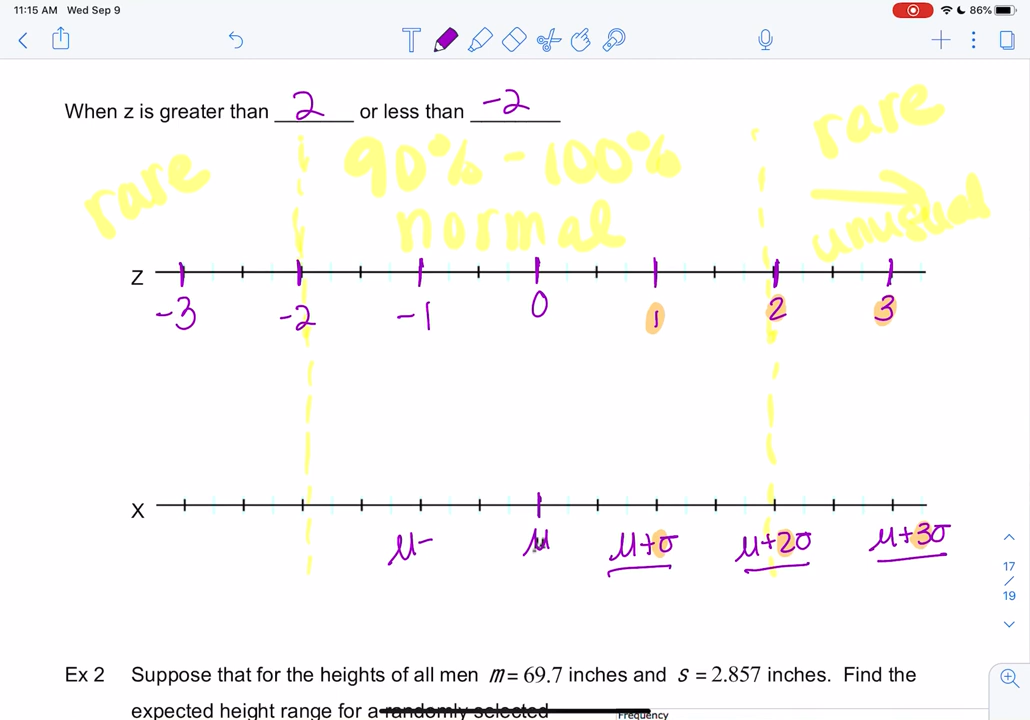 11:15 AM Wed Sep 9
86%
T
When z is greater than 2 or less than -2
rare
90% - 100%
normal
rare
unusual
Z
-3 -2 -1 0 1 2 3
X
μ- μ μ+σ μ+2σ μ+3σ
17
/
19
Ex 2 Suppose that for the heights of all men m= 69.7 inches and s = 2.857 inches. Find the
expected height range for a randomly selected
Frequency